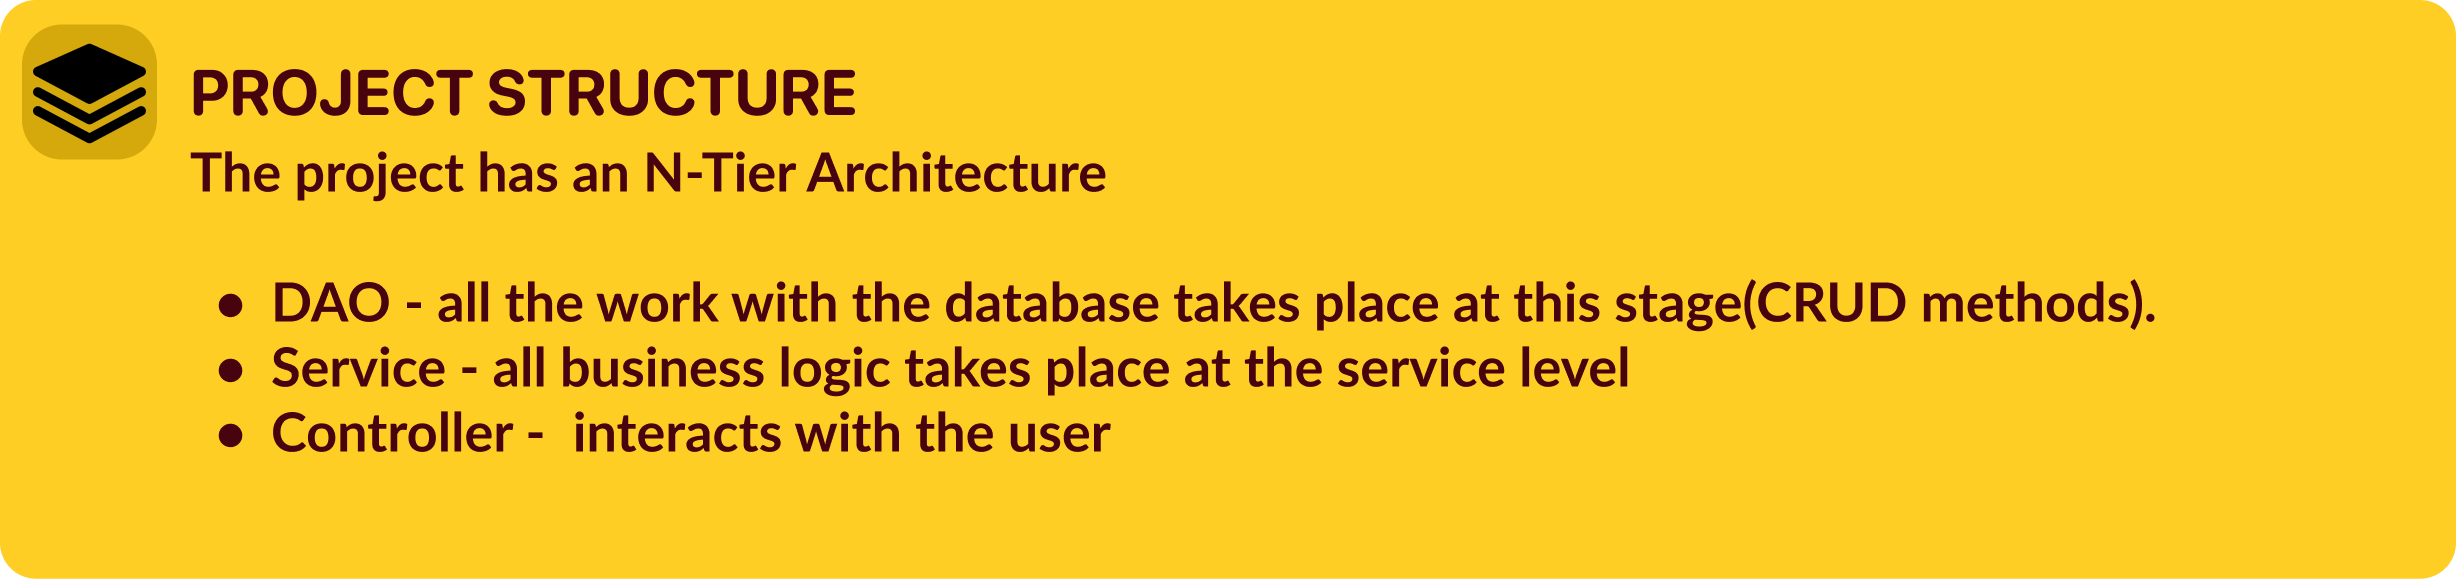 PROJECT STRUCTURE
The project has an N-Tier Architecture
● DAO - all the work with the database takes place at this stage(CRUD methods).
● Service - all business logic takes place at the service level
● Controller -  interacts with the user